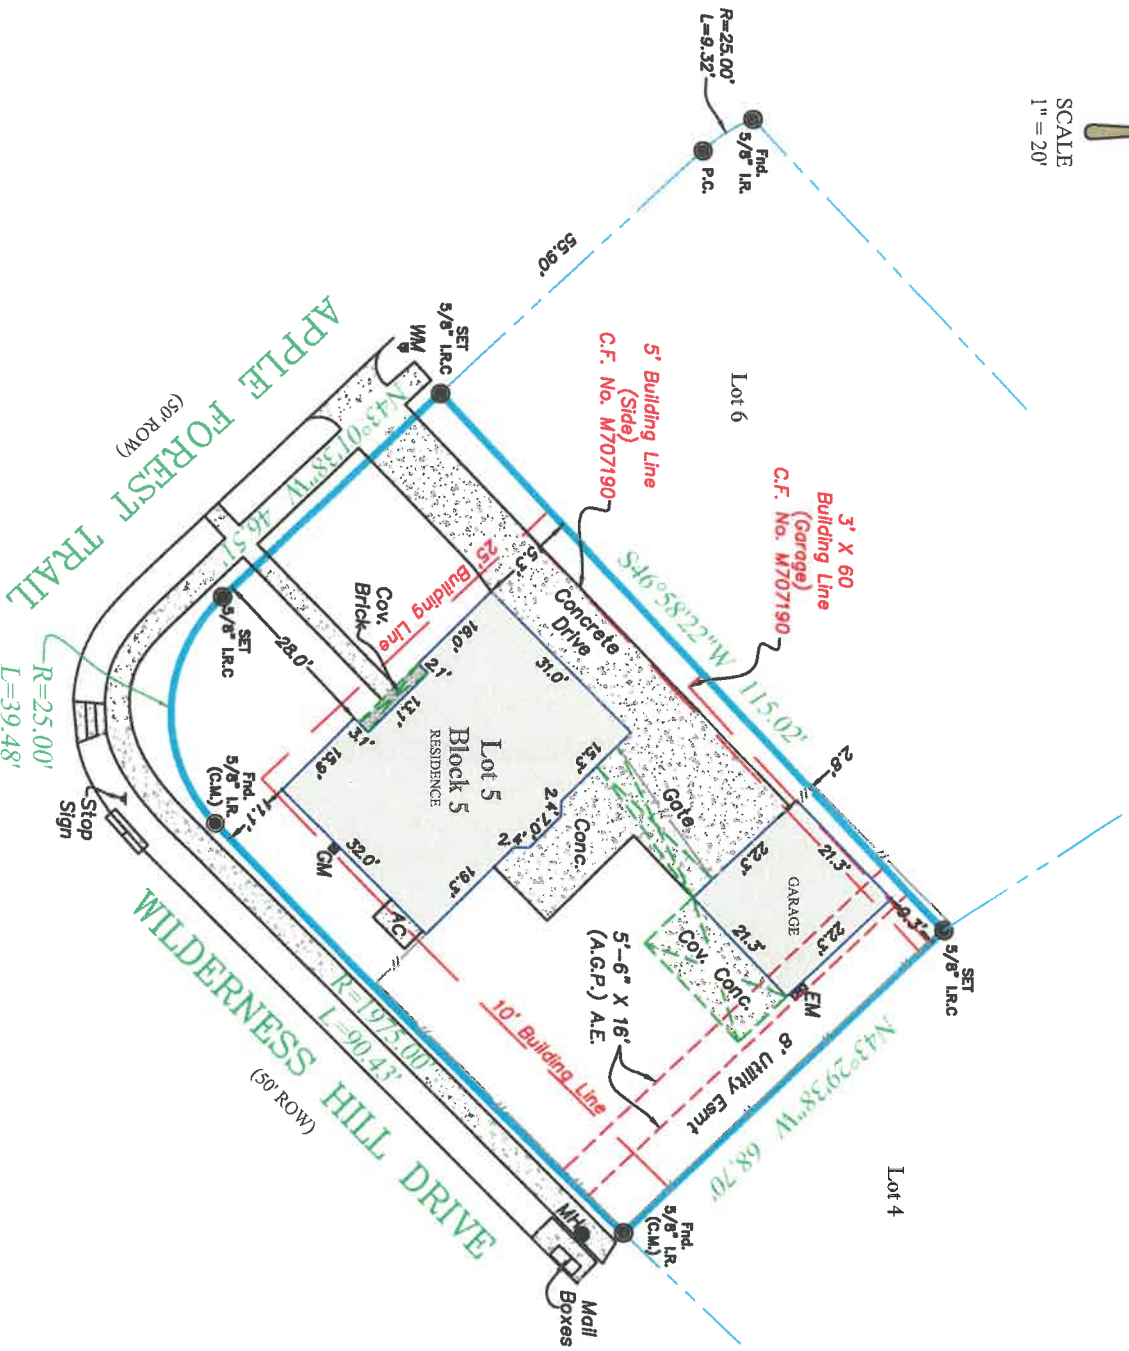 SCALE
1" = 20'
R=25.00'
L=9.32'
Fnd.
5/8" I.R.
P.C.
55.90'
Lot 6
SET
5/8" I.R.C
WM
5' Building Line
(Side)
C.F. No. M707190
3' X 60
Building Line
(Garage)
C.F. No. M707190
S46°58'22"W 115.02'
APPLE FOREST TRAIL
(50' ROW)
N43°01'38"W 46.51'
25' Building Line
5.3'
Concrete
Drive
Cov.
Brick
28.0'
SET
5/8" I.R.C
R=25.00'
L=39.48'
16.0'
31.0'
2.1'
13.1'
3.1'
15.9'
Lot 5
Block 5
RESIDENCE
15.3'
2.4'
7.0'
2.4'
19.3'
32.0'
11.1'
Fnd.
5/8" I.R.
(C.M.)
GM
AC
Conc.
Gate
2.8'
21.3'
22.3'
GARAGE
22.3'
21.3'
9.3'
SET
5/8" I.R.C
EM
Cov. Conc.
5'-6" X 16'
(A.G.P.) A.E.
8' Utility Esmt
N43°29'38"W 68.70'
Lot 4
10' Building Line
R=1975.00'
L=90.43'
WILDERNESS HILL DRIVE
(50' ROW)
Stop
Sign
MH
Fnd.
5/8" I.R.
(C.M.)
Mail
Boxes